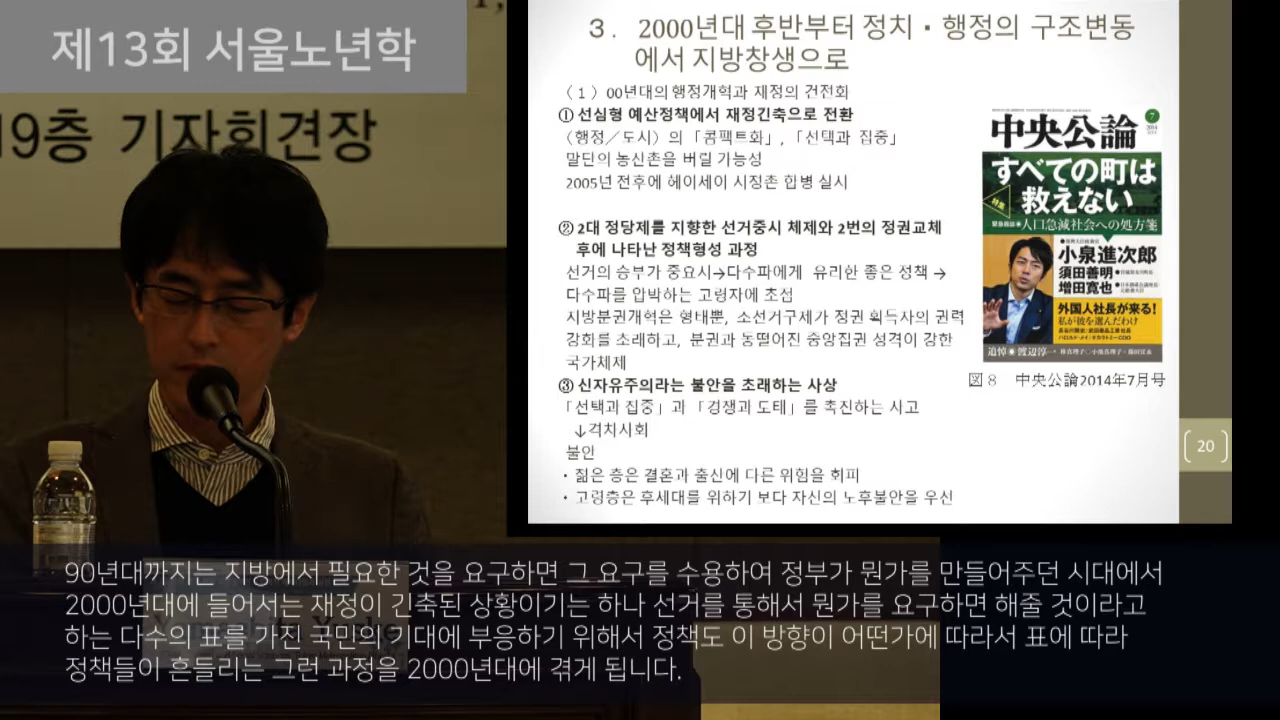 제13회 서울노년학
19층 기자회견장
3. 2000년대 후반부터 정치・행정의 구조변동
에서 지방창생으로
（1）00년대의 행정개혁과 재정의 건전화
① 선심형 예산정책에서 재정긴축으로 전환
〈행정／도시〉의「콤팩트화」,「선택과 집중」
말단의 농신촌을 버릴 가능성
2005년 전후에 헤이세이 시정촌 합병 실시
② 2대 정당제를 지향한 선거중시 체제와 2번의 정권교체
후에 나타난 정책형성 과정
선거의 승부가 중요시→다수파에게 유리한 좋은 정책 →
다수파를 압박하는 고령자에 초점
지방분권개혁은 형태뿐, 소선거구제가 정권 획득자의 권력
강화를 초래하고, 분권과 동떨어진 중앙집권 성격이 강한
국가체제
③ 신자유주의라는 불안을 초래하는 사상
「선택과 집중」과「경쟁과 도태」를 촉진하는 사고
↓격차사회
불안
・젊은 층은 결혼과 출신에 다른 위험을 회피
・고령층은 후세대를 위하기 보다 자신의 노후불안을 우선
中央公論
7
2014
すべての町は
救えない
特集
緊急提言◉人口急減社会への処方箋
小泉進次郎
須田善明
増田寛也
外国人社長が来る!
私が彼を選んだわけ
追悼◉渡辺淳一
図８ 中央公論2014年7月号
20
90년대까지는 지방에서 필요한 것을 요구하면 그 요구를 수용하여 정부가 뭔가를 만들어주던 시대에서
2000년대에 들어서는 재정이 긴축된 상황이기는 하나 선거를 통해서 뭔가를 요구하면 해줄 것이라고
하는 다수의 표를 가진 국민의 기대에 부응하기 위해서 정책도 이 방향이 어떤가에 따라서 표에 따라
정책들이 흔들리는 그런 과정을 2000년대에 겪게 됩니다.